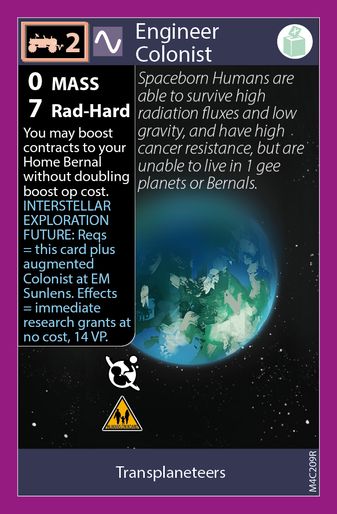 2
Engineer
Colonist
0 MASS
7 Rad-Hard
You may boost
contracts to your
Home Bernal
without doubling
boost op cost.
INTERSTELLAR
EXPLORATION
FUTURE: Reqs
= this card plus
augmented
Colonist at EM
Sunlens. Effects
= immediate
research grants at
no cost, 14 VP.
Spaceborn Humans are
able to survive high
radiation fluxes and low
gravity, and have high
cancer resistance, but are
unable to live in 1 gee
planets or Bernals.
Transplaneteers
M4C209R